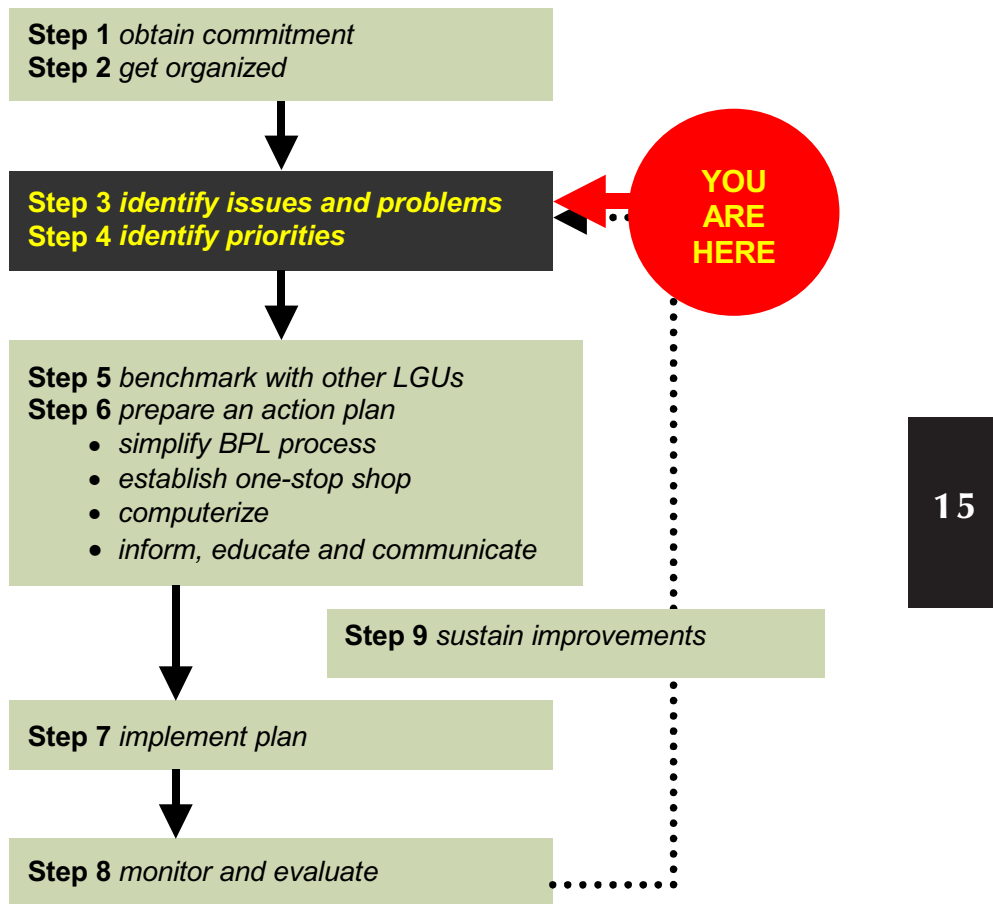 Step 1 obtain commitment
Step 2 get organized
Step 3 identify issues and problems
Step 4 identify priorities
YOU
ARE
HERE
Step 5 benchmark with other LGUs
Step 6 prepare an action plan
• simplify BPL process
• establish one-stop shop
• computerize
• inform, educate and communicate
15
Step 9 sustain improvements
Step 7 implement plan
Step 8 monitor and evaluate